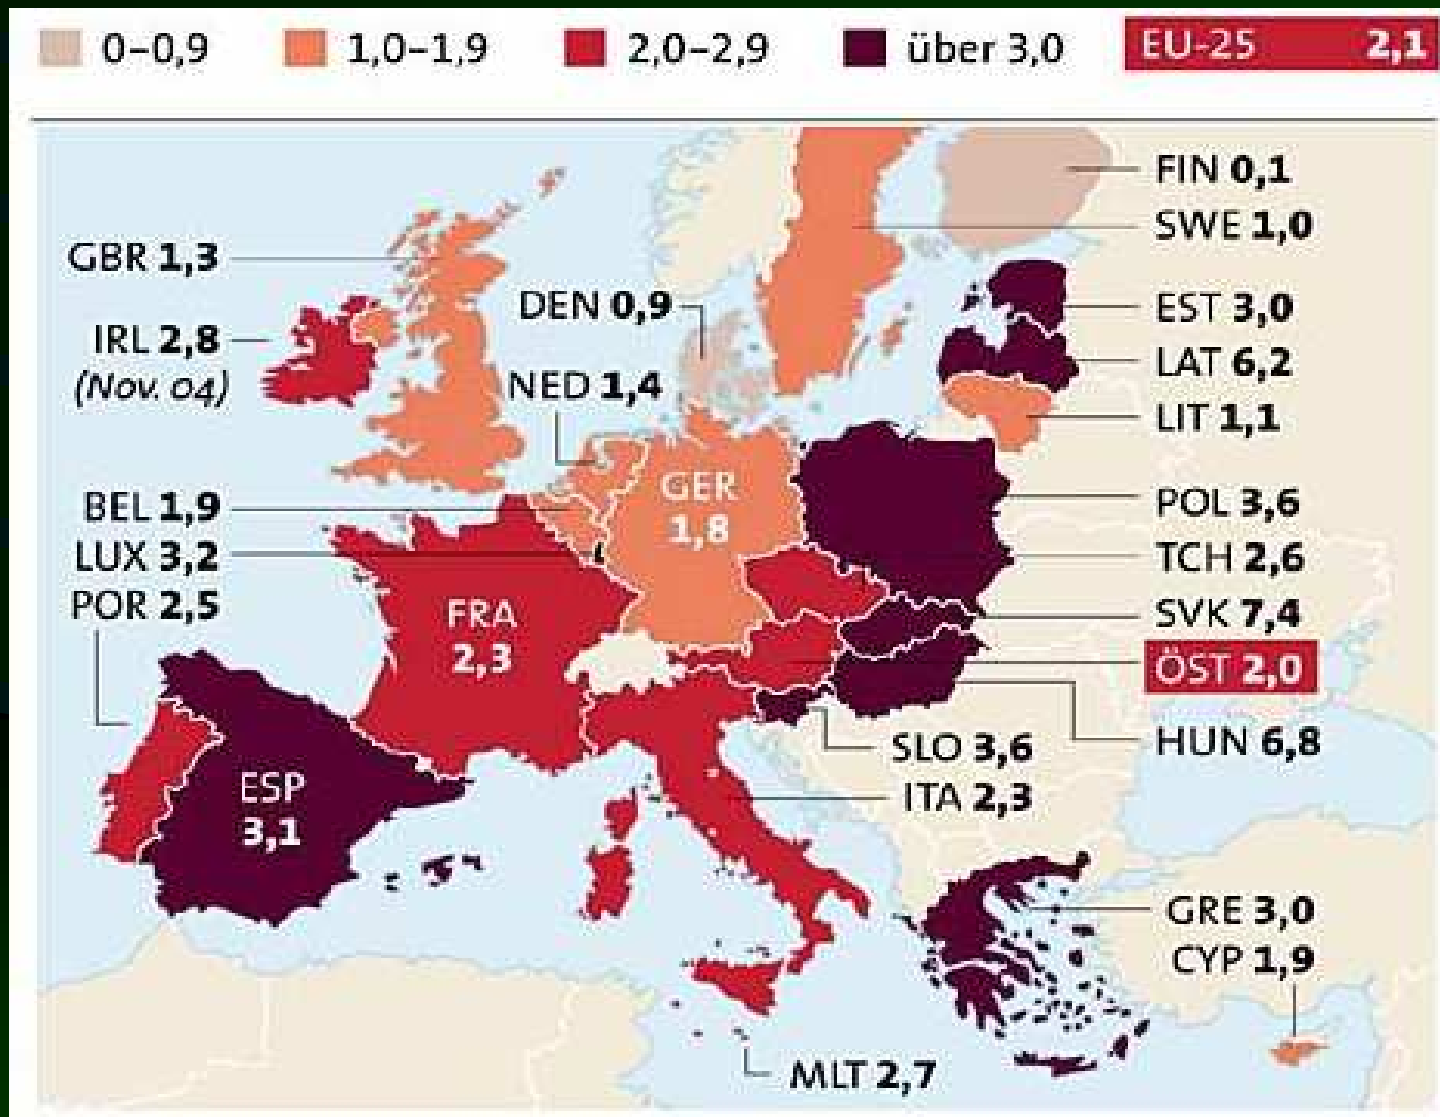 0–0,9 1,0–1,9 2,0–2,9 über 3,0 EU-25 2,1
FIN 0,1
SWE 1,0
GBR 1,3
DEN 0,9
EST 3,0
IRL 2,8
(Nov. 04)
LAT 6,2
NED 1,4
LIT 1,1
GER
1,8
BEL 1,9
POL 3,6
LUX 3,2
TCH 2,6
POR 2,5
SVK 7,4
FRA
2,3
ÖST 2,0
SLO 3,6
HUN 6,8
ITA 2,3
ESP
3,1
GRE 3,0
CYP 1,9
MLT 2,7